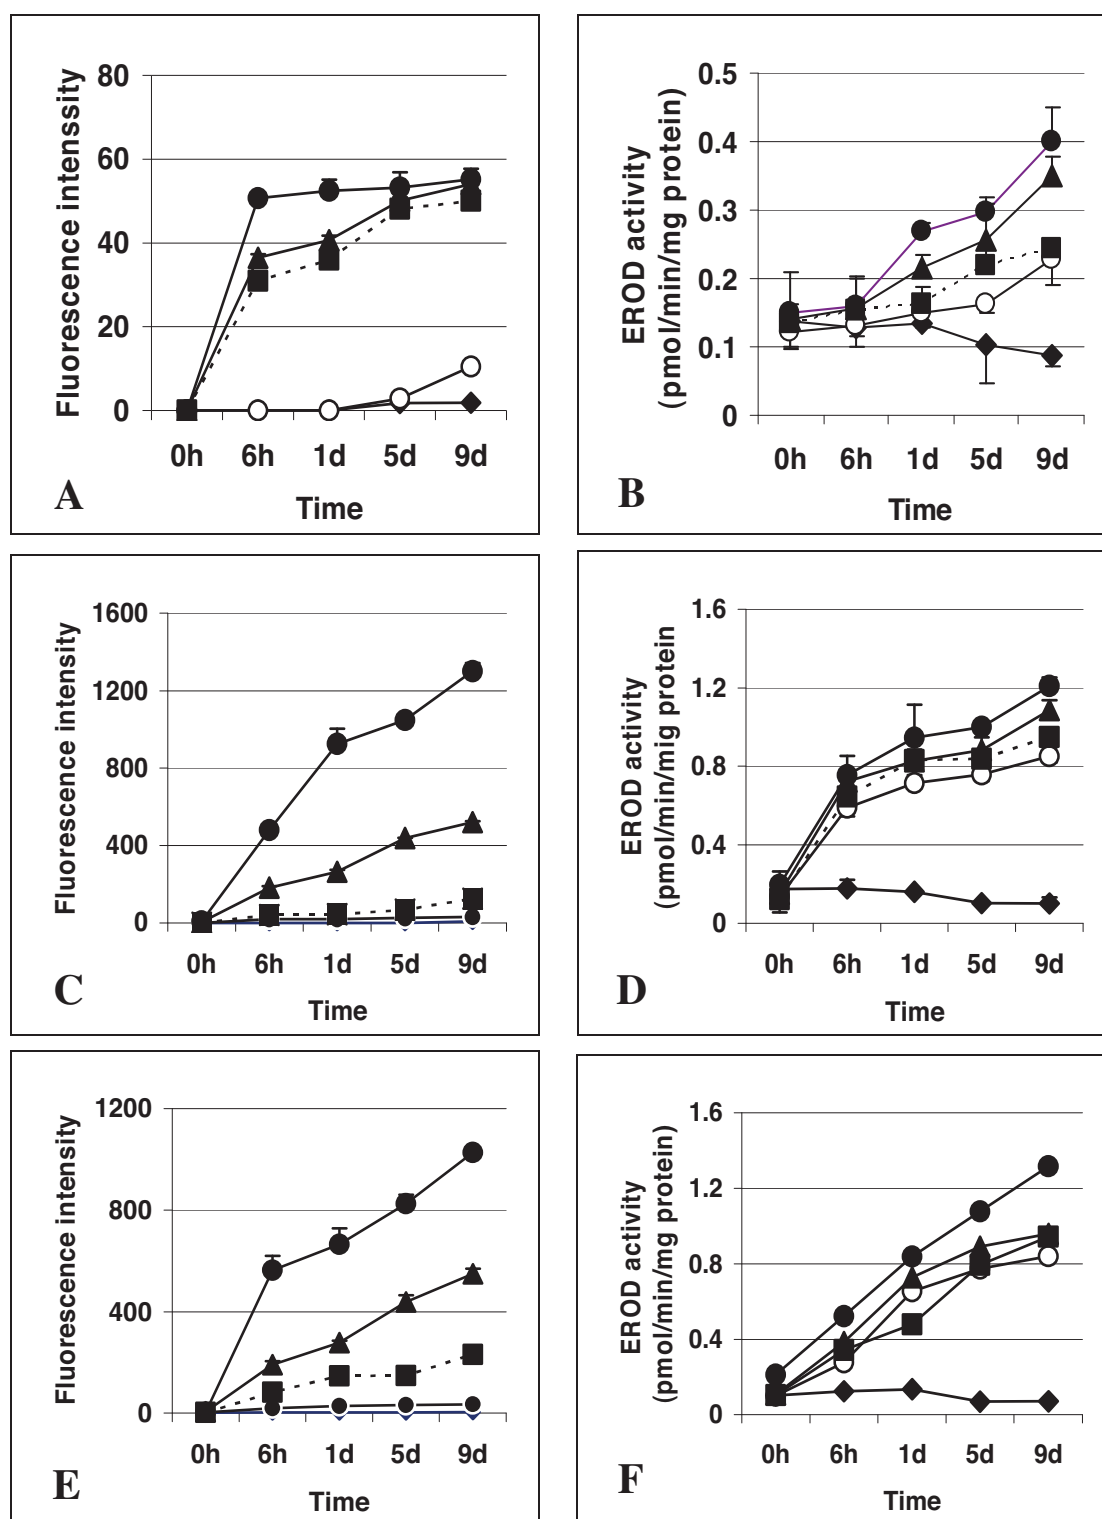 Fluorescence intenssity
80
60
40
20
0
0h 6h 1d 5d 9d
Time
A
EROD activity
(pmol/min/mg protein)
0.5
0.4
0.3
0.2
0.1
0
0h 6h 1d 5d 9d
Time
B
Fluorescence intensity
1600
1200
800
400
0
0h 6h 1d 5d 9d
Time
C
EROD activity
(pmol/min/mig protein
1.6
1.2
0.8
0.4
0
0h 6h 1d 5d 9d
Time
D
Fluorescence intensity
1200
800
400
0
0h 6h 1d 5d 9d
Time
E
EROD activity
(pmol/min/mg protein)
1.6
1.2
0.8
0.4
0
0h 6h 1d 5d 9d
Time
F